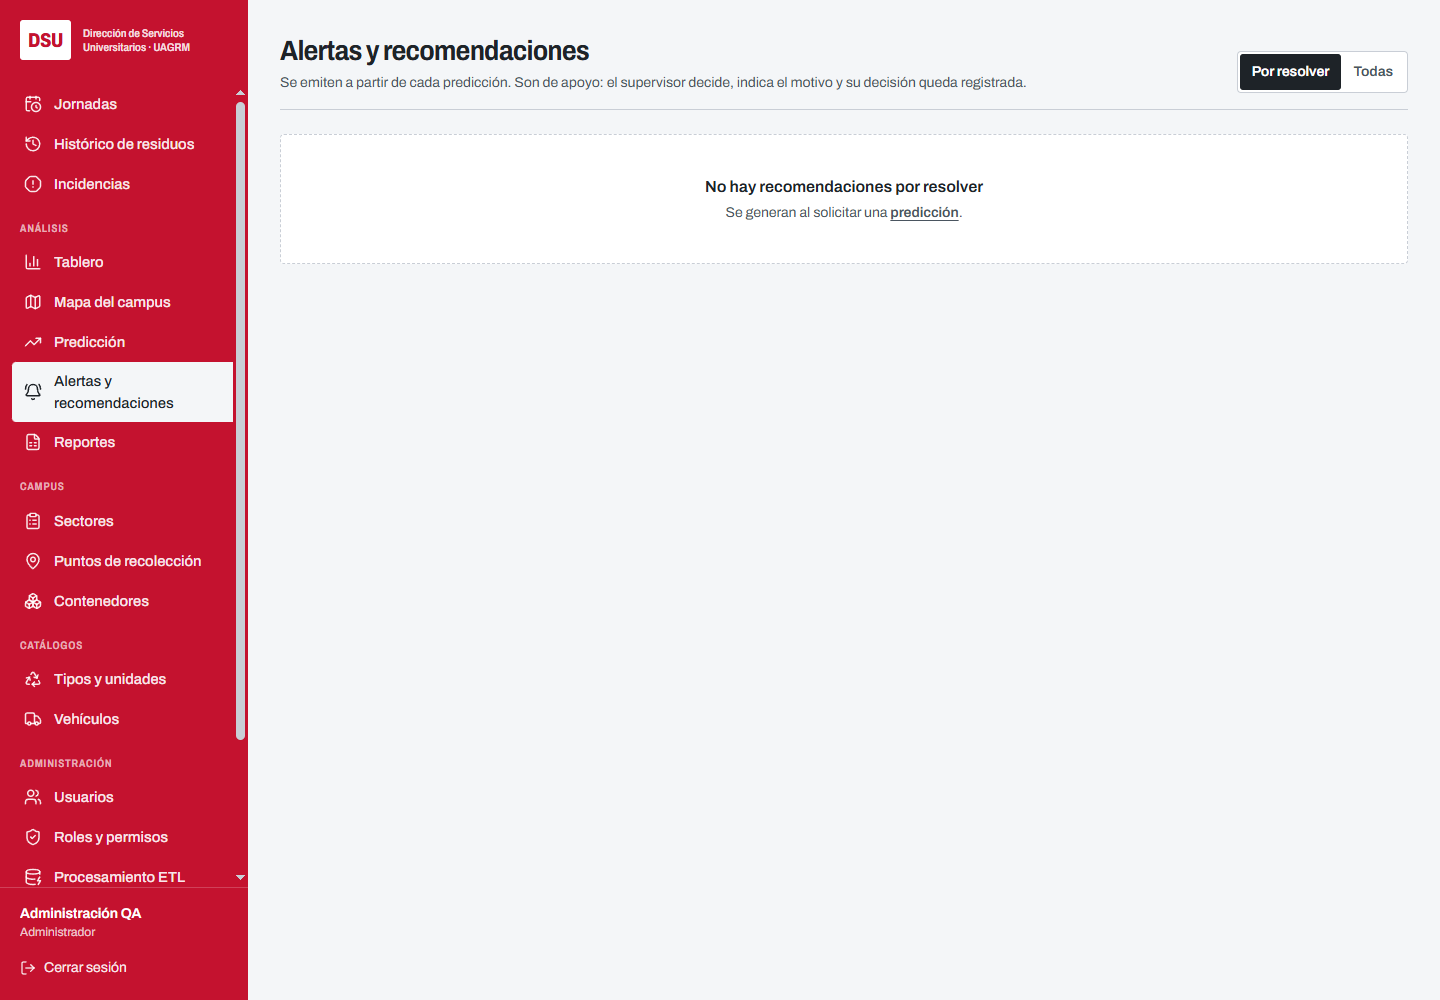 DSU
Dirección de Servicios
Universitarios · UAGRM
Jornadas
Histórico de residuos
Incidencias
ANÁLISIS
Tablero
Mapa del campus
Predicción
Alertas y
recomendaciones
Reportes
CAMPUS
Sectores
Puntos de recolección
Contenedores
CATÁLOGOS
Tipos y unidades
Vehículos
ADMINISTRACIÓN
Usuarios
Roles y permisos
Procesamiento ETL
Administración QA
Administrador
Cerrar sesión
Alertas y recomendaciones
Se emiten a partir de cada predicción. Son de apoyo: el supervisor decide, indica el motivo y su decisión queda registrada.
Por resolver
Todas
No hay recomendaciones por resolver
Se generan al solicitar una predicción.